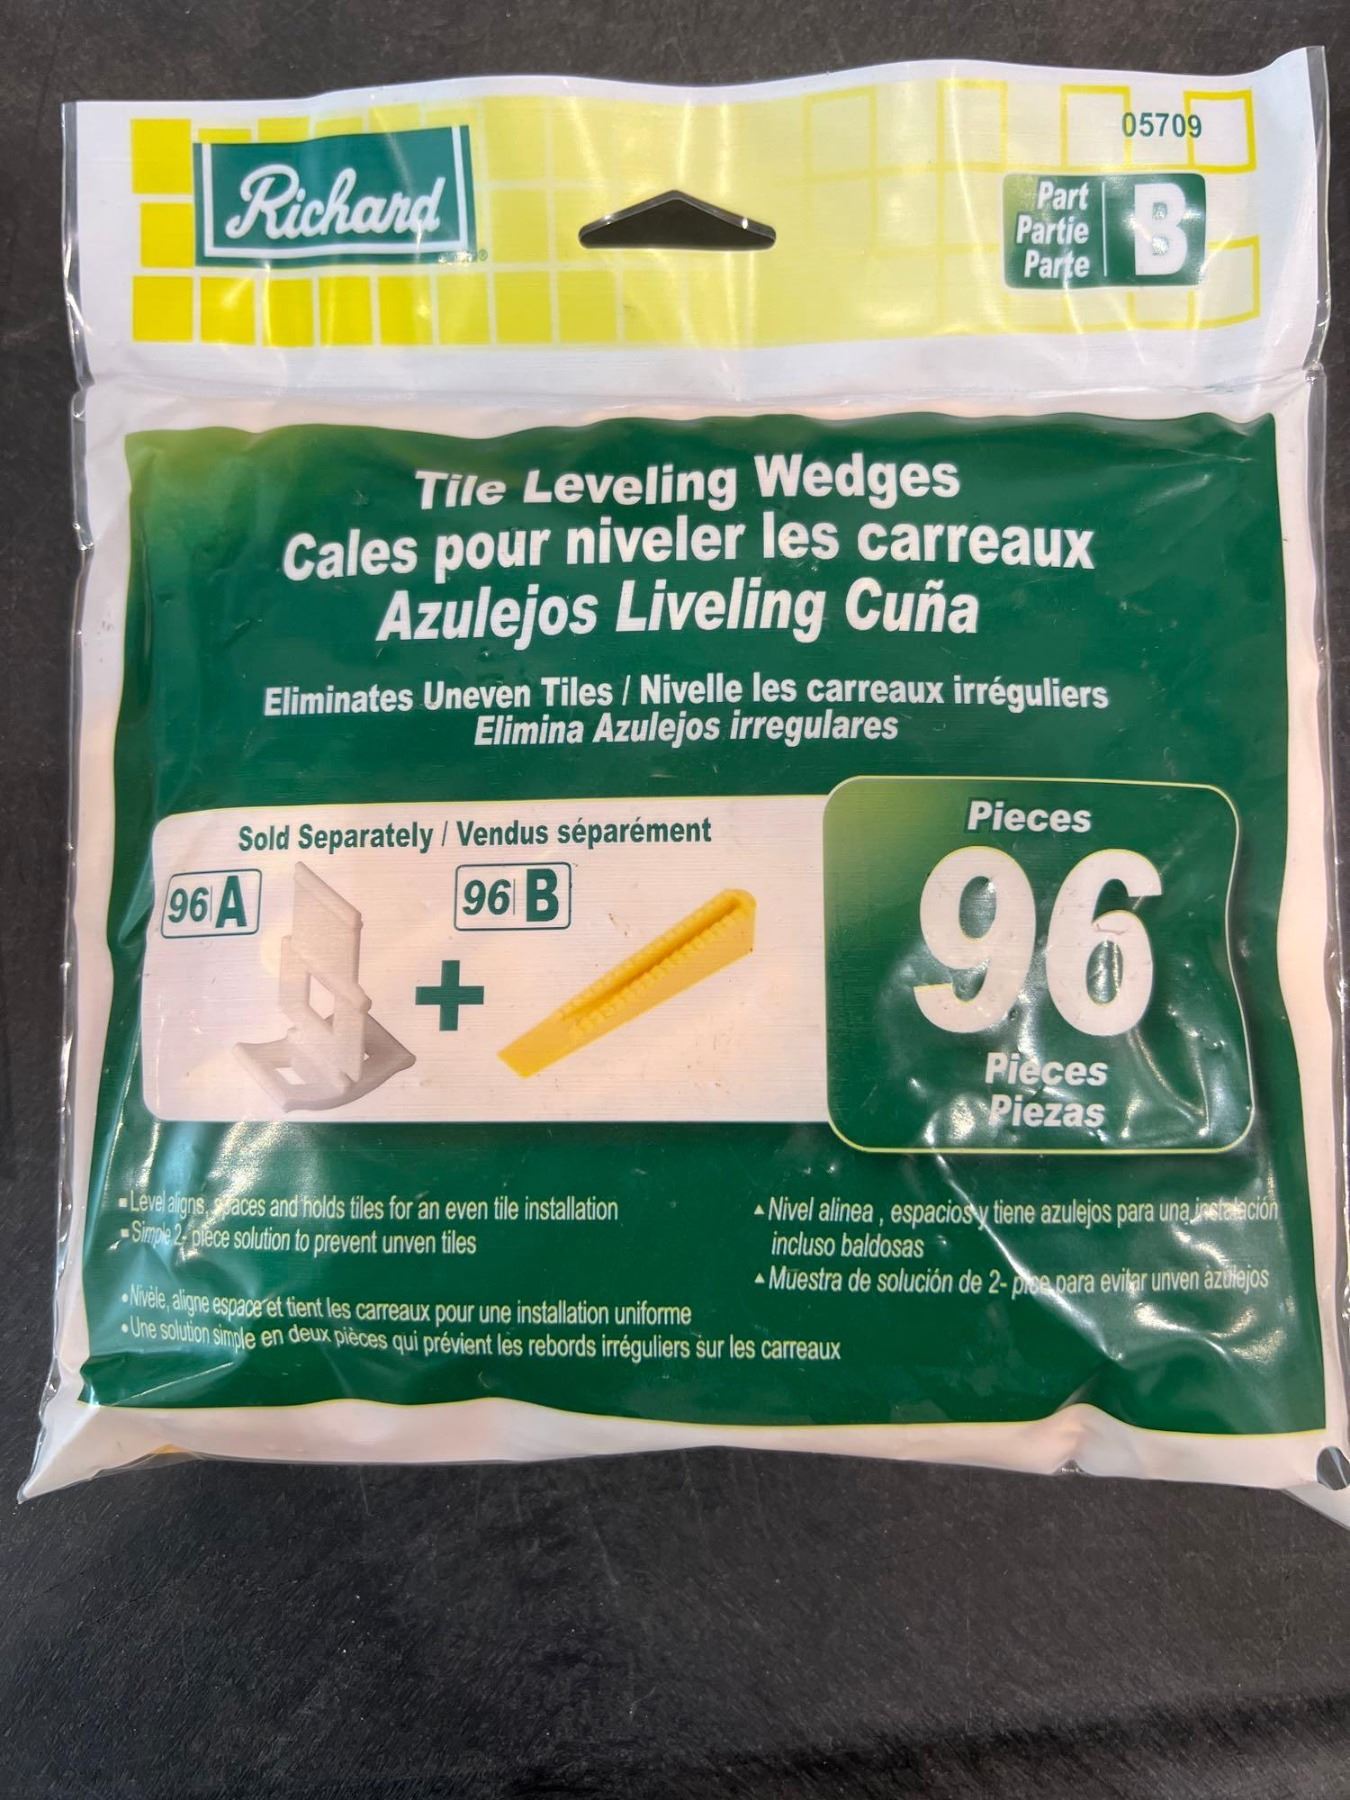 05709
Richard
Part
Partie
Parte
B
Tile Leveling Wedges
Cales pour niveler les carreaux
Azulejos Liveling Cuña
Eliminates Uneven Tiles / Nivelle les carreaux irréguliers
Elimina Azulejos irregulares
Sold Separately / Vendus séparément
96 A
+
96 B
Pieces
96
Pièces
Piezas
▪ Level aligns, spaces and holds tiles for an even tile installation
▪ Simple 2- piece solution to prevent unven tiles
• Nivèle, aligne espace et tient les carreaux pour une installation uniforme
• Une solution simple en deux pièces qui prévient les rebords irréguliers sur les carreaux
▲ Nivel alinea , espacios y tiene azulejos para una instalación
incluso baldosas
▲ Muestra de solución de 2- para evitar unven azulejos